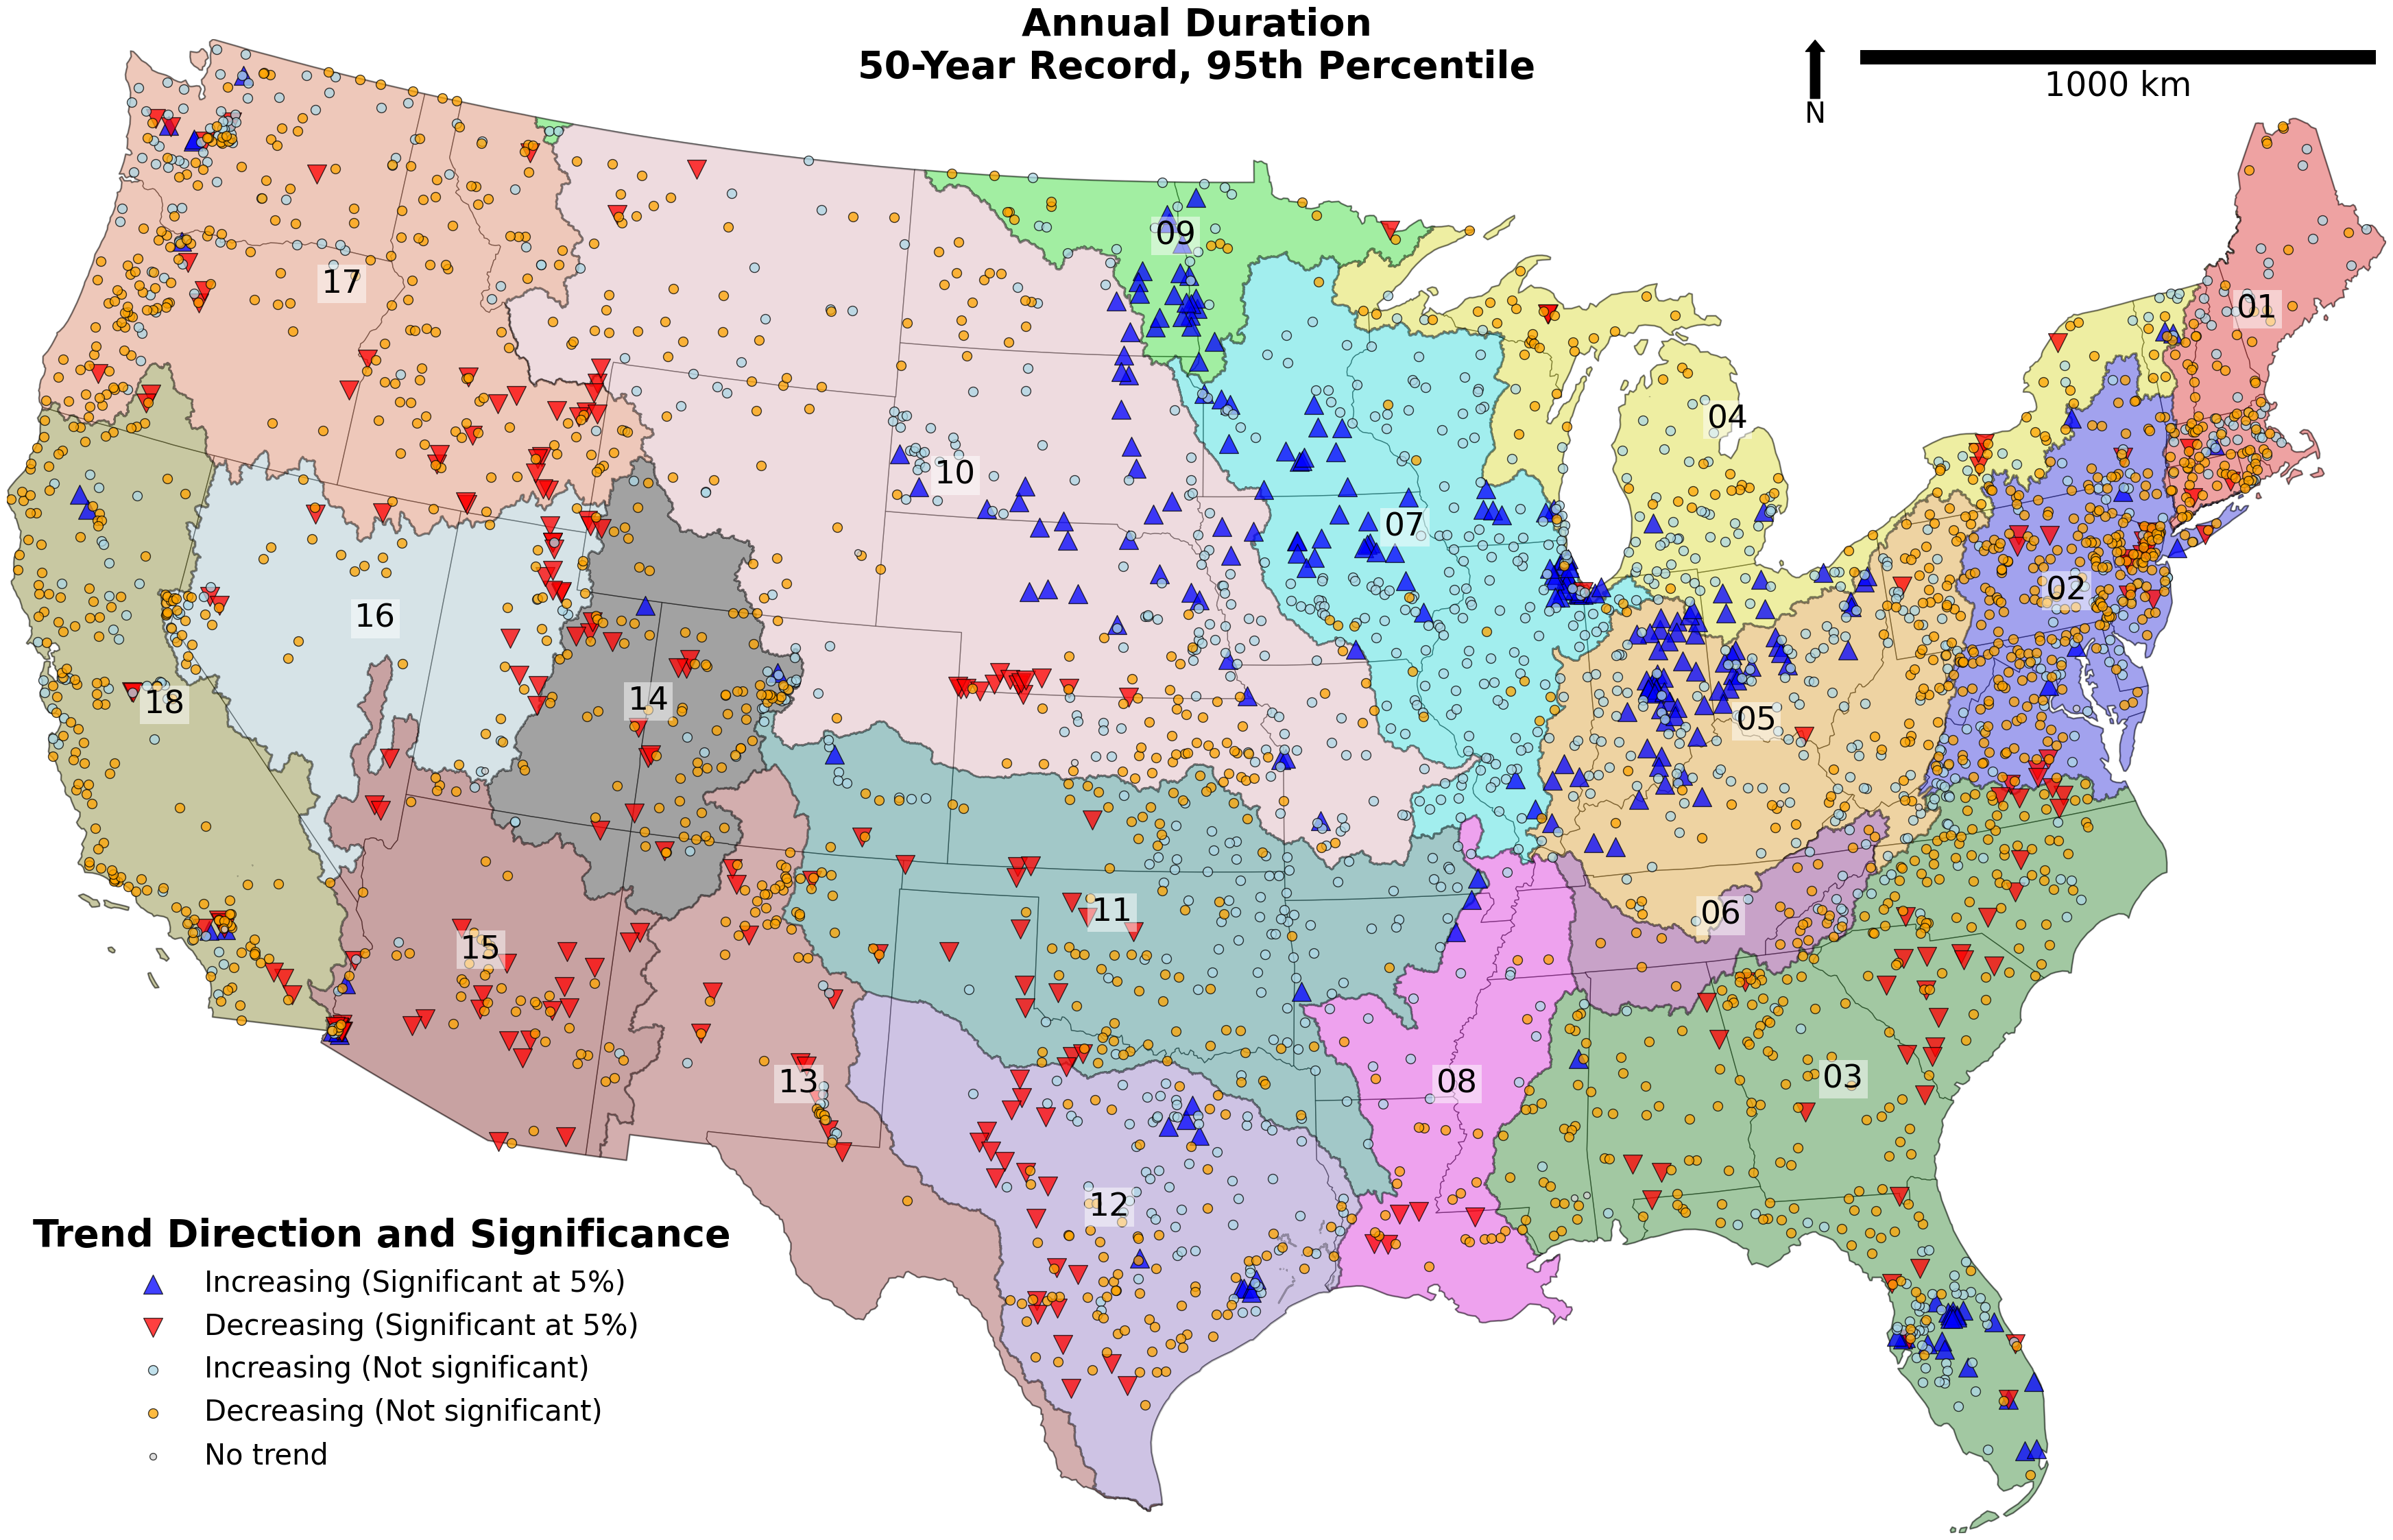 Annual Duration
50-Year Record, 95th Percentile
N
1000 km
09
01
17
04
10
07
16
02
14
18
05
11
06
15
13
08
03
12
Trend Direction and Significance
Increasing (Significant at 5%)
Decreasing (Significant at 5%)
Increasing (Not significant)
Decreasing (Not significant)
No trend